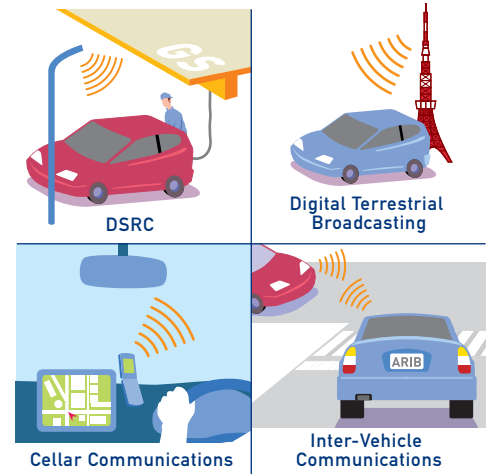 GS
DSRC
Digital Terrestrial
Broadcasting
ARIB
Cellar Communications
Inter-Vehicle
Communications